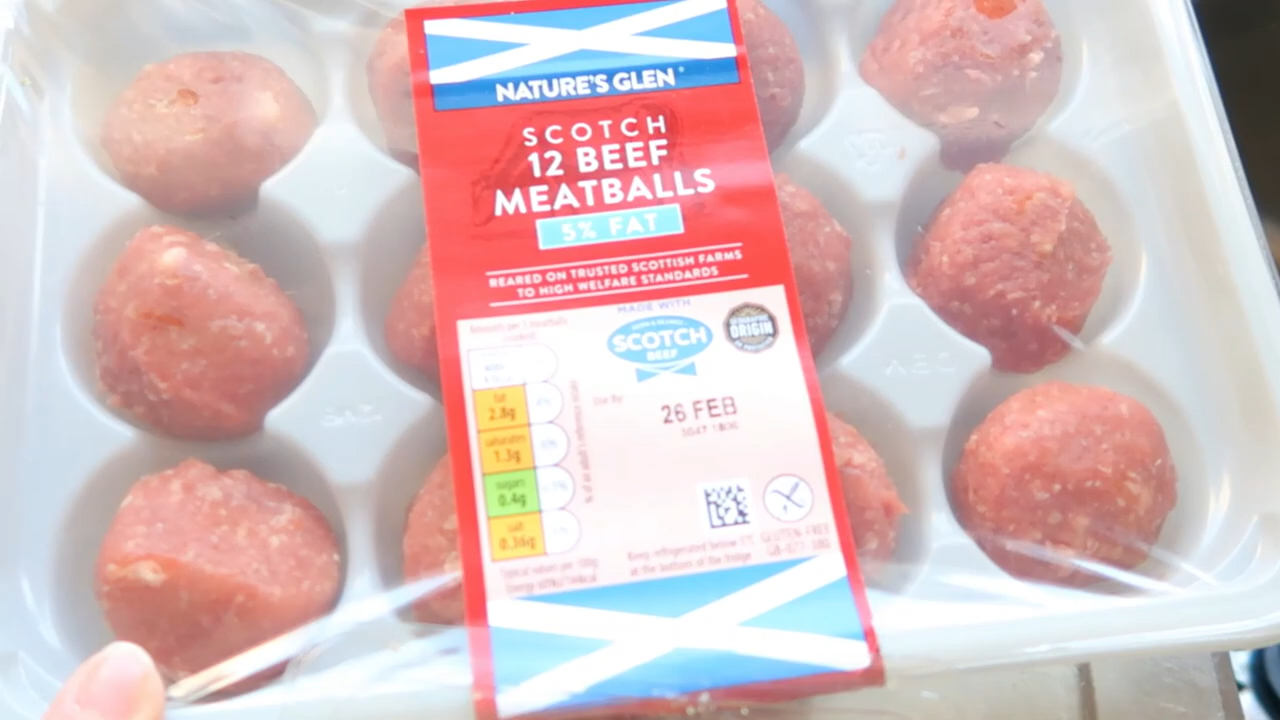 NATURE'S GLEN
SCOTCH
12 BEEF
MEATBALLS
5% FAT
REARED ON TRUSTED SCOTTISH FARMS
TO HIGH WELFARE STANDARDS
MADE WITH
SCOTCH
BEEF
ORIGIN
Use By:
26 FEB
fat
2.8g
saturates
1.3g
sugars
0.4g
salt
0.36g
GLUTEN FREE
Keep refrigerated below 5°C
at the bottom of the fridge